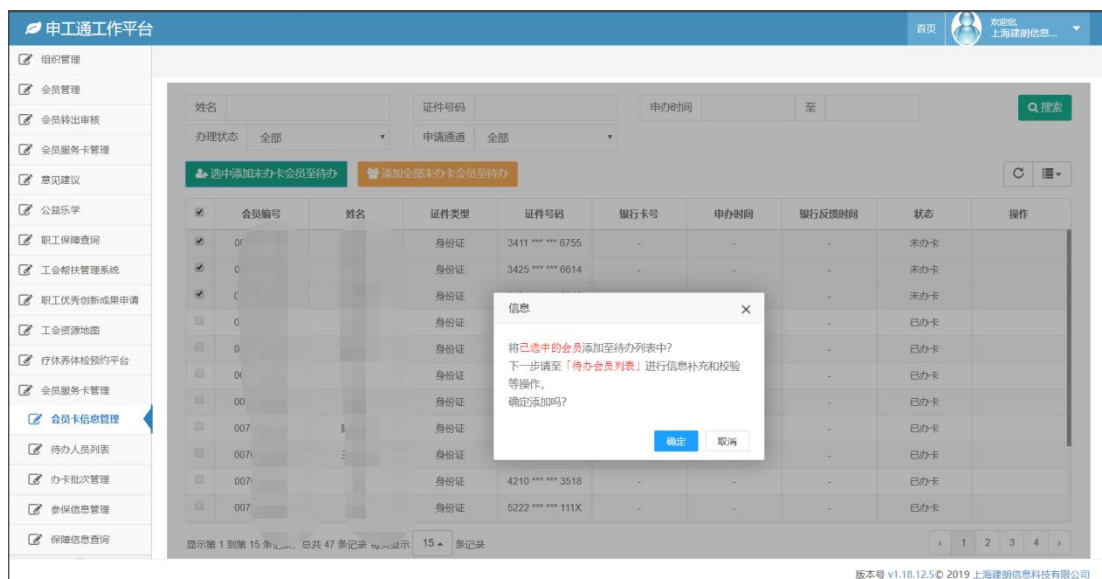 申工通工作平台
首页
欢迎您,
上海建朗信息...
组织管理
会员管理
会员转出审核
会员服务卡管理
意见建议
公益乐学
职工保障查询
工会帮扶管理系统
职工优秀创新成果申请
工会资源地图
疗休养体检预约平台
会员服务卡管理
会员卡信息管理
待办人员列表
办卡批次管理
参保信息管理
保障信息查询
姓名 证件号码 申办时间 至 搜索
办理状态 全部 申请通道 全部
选中添加未办卡会员至待办 添加全部未办卡会员至待办
会员编号 姓名 证件类型 证件号码 银行卡号 申办时间 银行反馈时间 状态 操作
身份证 3411 *** *** 6755 - - - 未办卡
身份证 3425 *** *** 6614 - - - 未办卡
身份证 未办卡
身份证 - 已办卡
身份证 - 已办卡
身份证 - 已办卡
00 身份证 - 已办卡
007 身份证 - 已办卡
007 身份证 - 已办卡
007 身份证 4210 *** *** 3518 - - - 已办卡
007 身份证 5222 *** *** 111X - - - 已办卡
信息
将已选中的会员添加至待办列表中?
下一步请至「待办会员列表」进行信息补充和校验
等操作,
确定添加吗?
确定 取消
显示第 1 到第 15 条记录,总共 47 条记录 每页显示 15 条记录
‹ 1 2 3 4 ›
版本号 v1.18.12.5© 2019 上海建朗信息科技有限公司